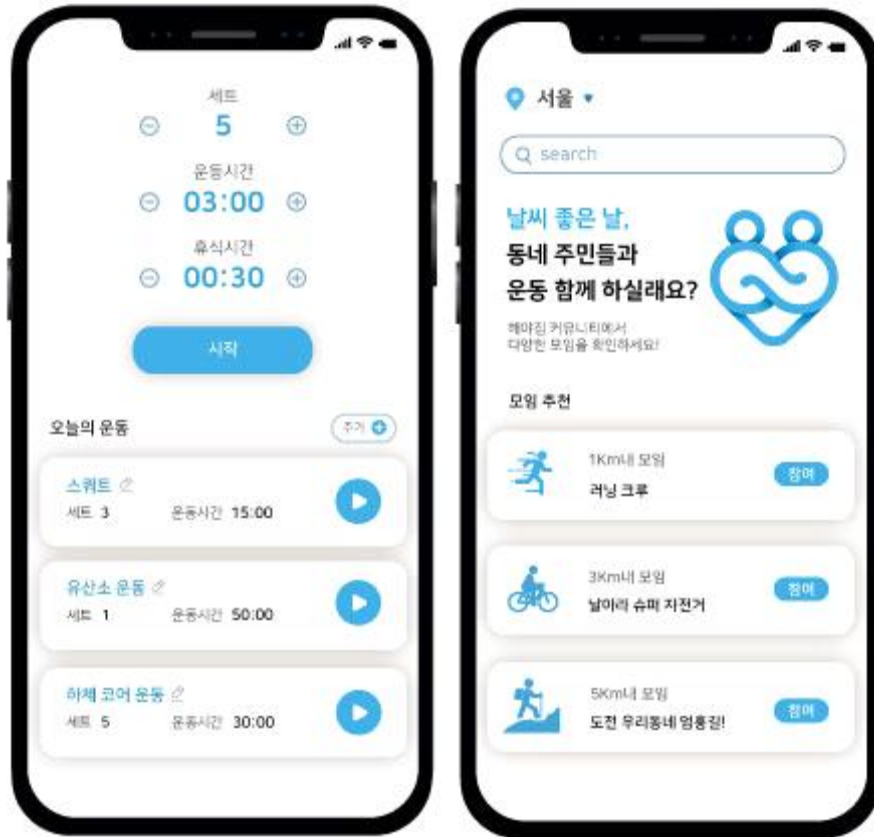 세트
5
운동시간
03:00
휴식시간
00:30
시작
오늘의 운동
추가
스쿼트
세트 3 운동시간 15:00
유산소 운동
세트 1 운동시간 50:00
하체 코어 운동
세트 5 운동시간 30:00
서울
search
날씨 좋은 날,
동네 주민들과
운동 함께 하실래요?
해야짐 커뮤니티에서
다양한 모임을 확인하세요!
모임 추천
1Km내 모임
러닝 크루
참여
3Km내 모임
날아라 슈퍼 자전거
참여
5Km내 모임
도전 우리동네 엄홍길!
참여